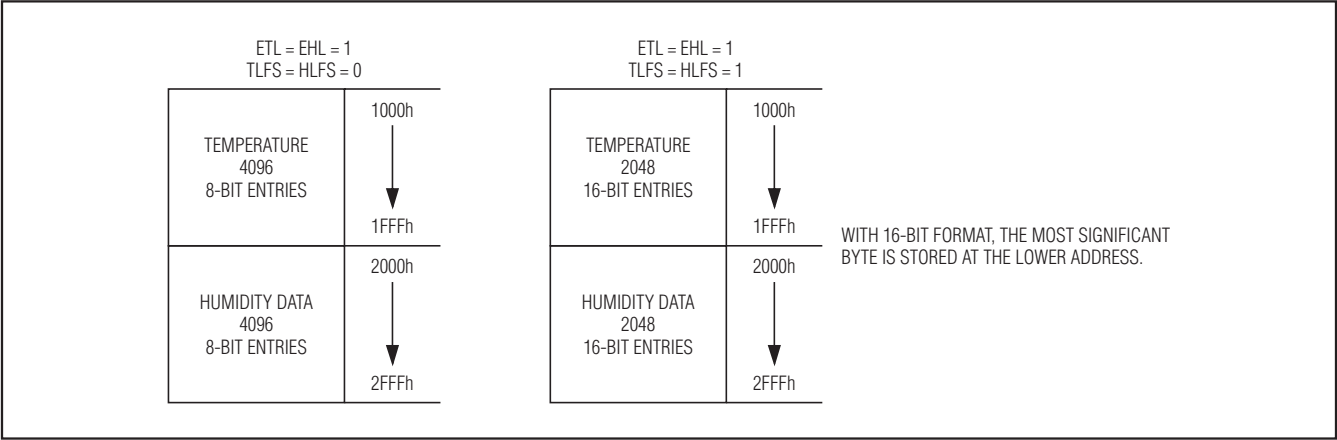 ETL = EHL = 1
TLFS = HLFS = 0
TEMPERATURE
4096
8-BIT ENTRIES
1000h
1FFFh
HUMIDITY DATA
4096
8-BIT ENTRIES
2000h
2FFFh
ETL = EHL = 1
TLFS = HLFS = 1
TEMPERATURE
2048
16-BIT ENTRIES
1000h
1FFFh
HUMIDITY DATA
2048
16-BIT ENTRIES
2000h
2FFFh
WITH 16-BIT FORMAT, THE MOST SIGNIFICANT
BYTE IS STORED AT THE LOWER ADDRESS.